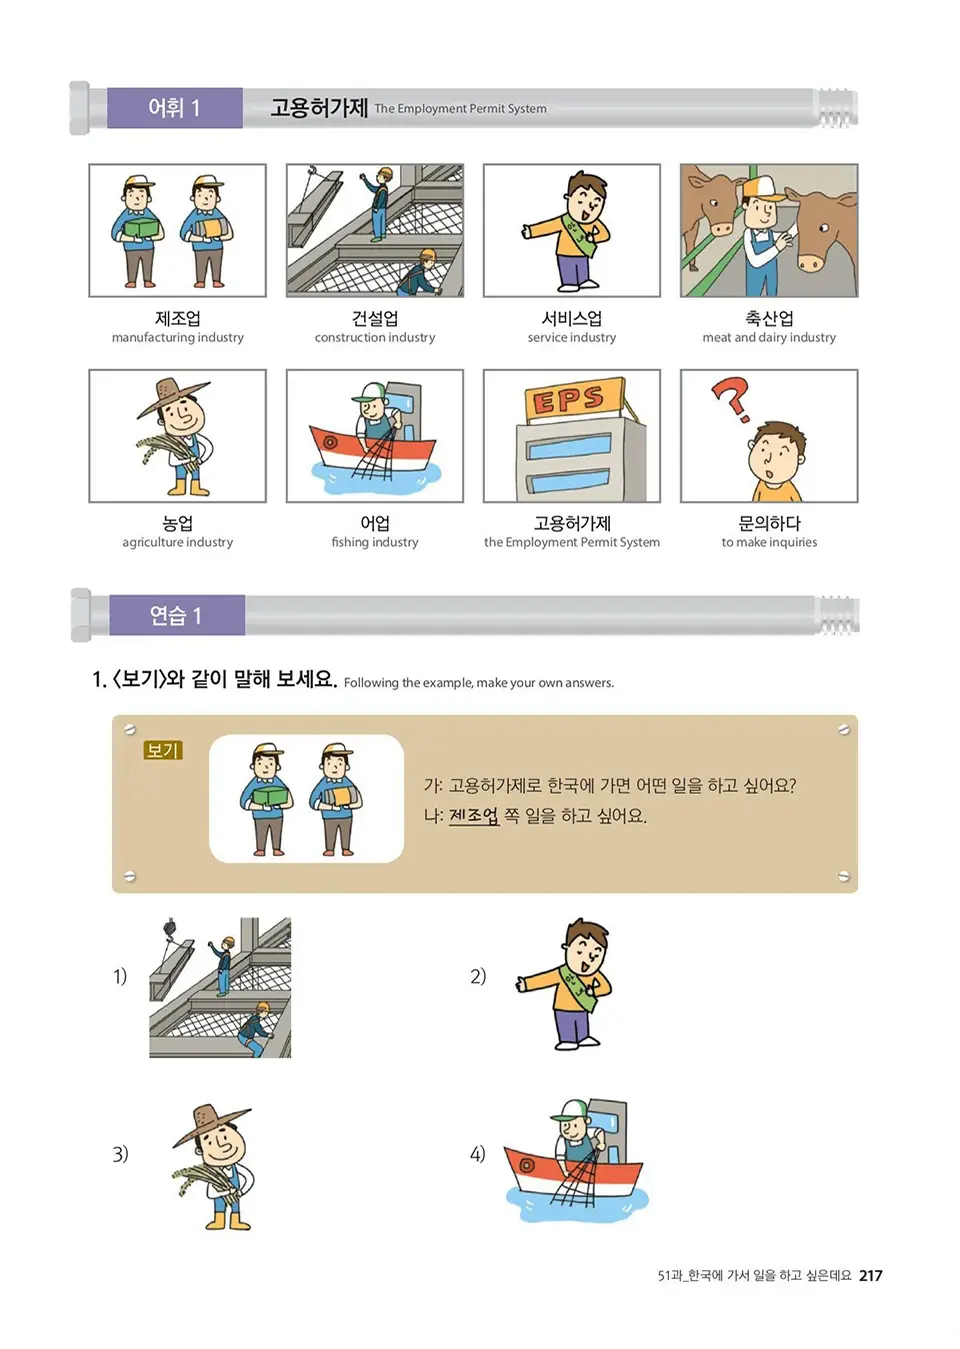 어휘 1 고용허가제 The Employment Permit System
제조업 건설업 서비스업 축산업
manufacturing industry construction industry service industry meat and dairy industry
EPS
농업 어업 고용허가제 문의하다
agriculture industry fishing industry the Employment Permit System to make inquiries
연습 1
1. 〈보기〉와 같이 말해 보세요. Following the example, make your own answers.
보기
가: 고용허가제로 한국에 가면 어떤 일을 하고 싶어요?
나: 제조업 쪽 일을 하고 싶어요.
1) 2)
3) 4)
51과_한국에 가서 일을 하고 싶은데요 217